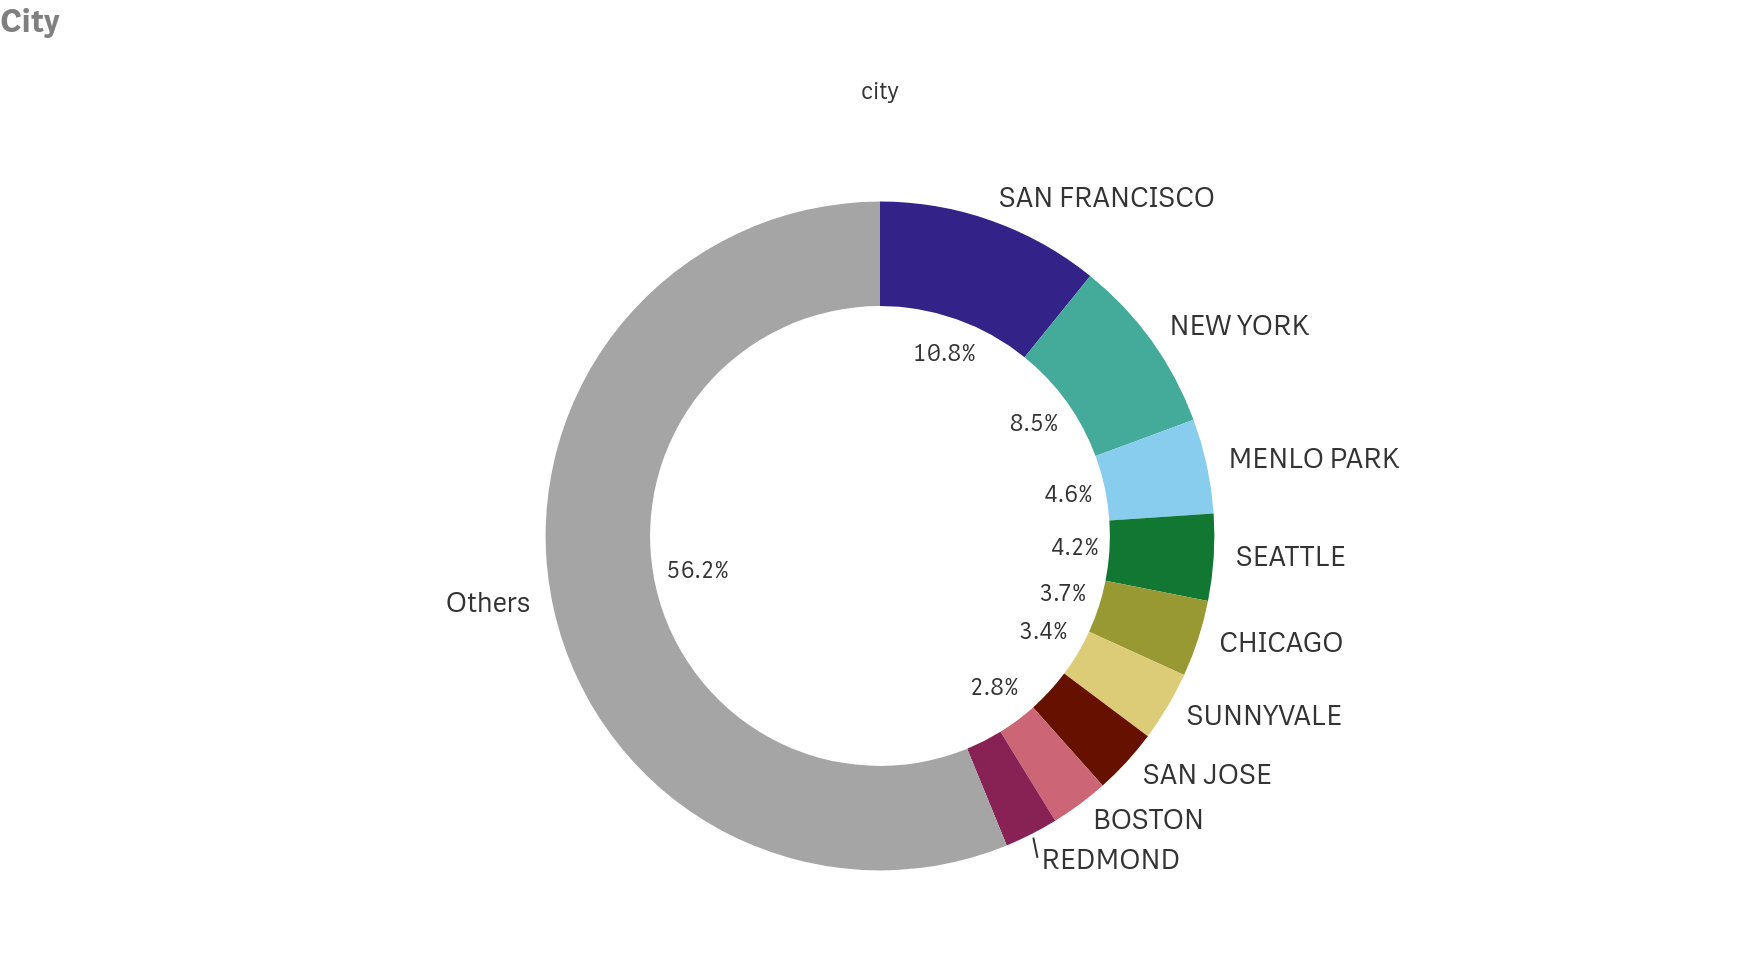 City
city
SAN FRANCISCO
10.8%
NEW YORK
8.5%
MENLO PARK
4.6%
SEATTLE
4.2%
CHICAGO
3.7%
SUNNYVALE
3.4%
SAN JOSE
BOSTON
2.8%
REDMOND
Others
56.2%